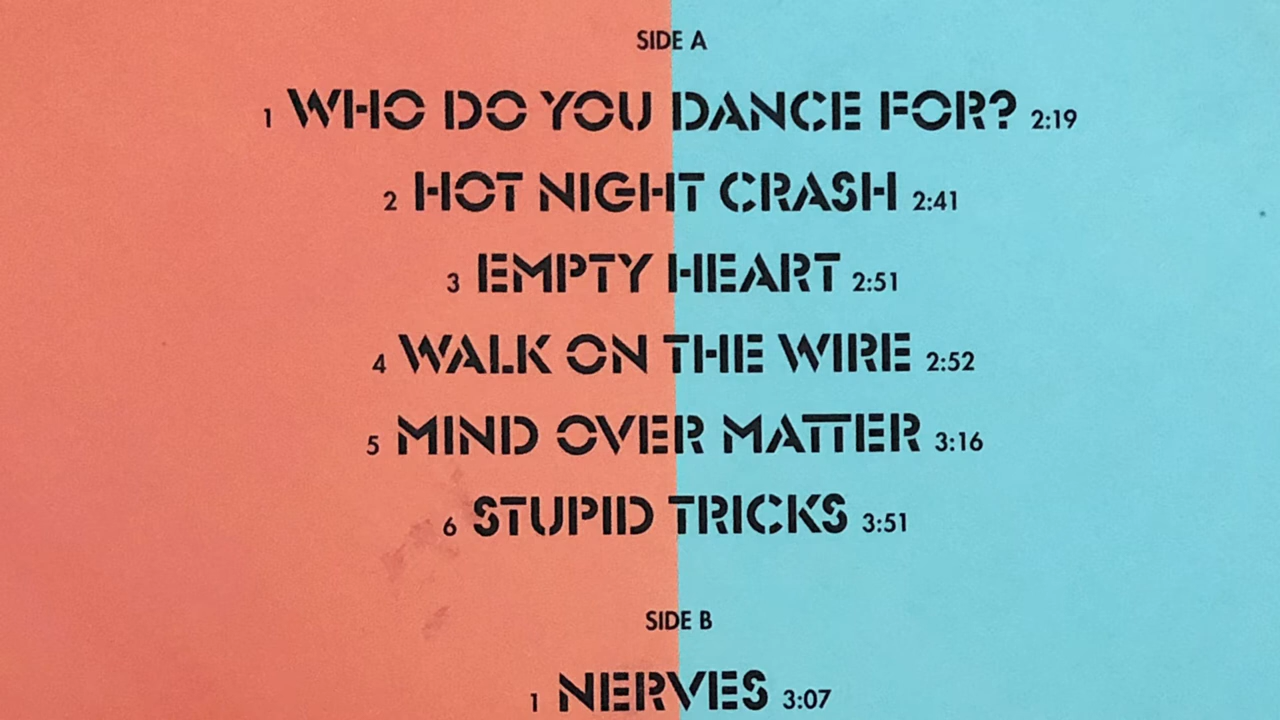 SIDE A
1 WHO DO YOU DANCE FOR? 2:19
2 HOT NIGHT CRASH 2:41
3 EMPTY HEART 2:51
4 WALK ON THE WIRE 2:52
5 MIND OVER MATTER 3:16
6 STUPID TRICKS 3:51
SIDE B
1 NERVES 3:07